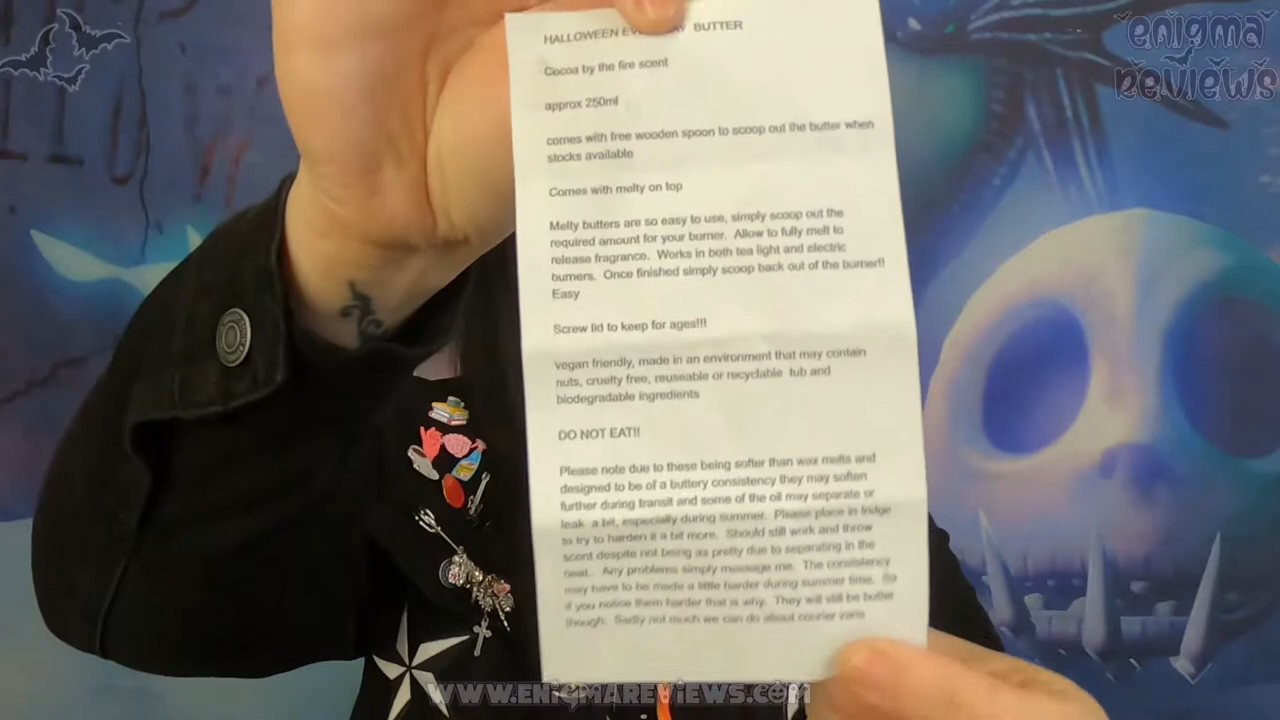 enigma
Reviews
HALLOWEEN BUTTER
Cocoa by the fire scent
approx 250ml
comes with free wooden spoon to scoop out the butter when
stocks available
Comes with melty on top
Melty butters are so easy to use, simply scoop out the
required amount for your burner. Allow to fully melt to
release fragrance. Works in both tea light and electric
burners. Once finished simply scoop back out of the burner!!
Easy
Screw lid to keep for ages!!!
vegan friendly, made in an environment that may contain
nuts, cruelty free, reuseable or recyclable tub and
biodegradable ingredients
DO NOT EAT!!
Please note due to these being softer than wax melts and
designed to be of a buttery consistency they may soften
further during transit and some of the oil may separate or
leak a bit, especially during summer. Please place in fridge
to try to harden it a bit more. Should still work and throw
scent despite not being as pretty due to separating in the
heat. Any problems simply message me. The consistency
may have to be made a little harder during summer time. So
if you notice them harder that is why. They will still be butter
though. Sadly not much we can do about courier vans
www.enigmareviews.com